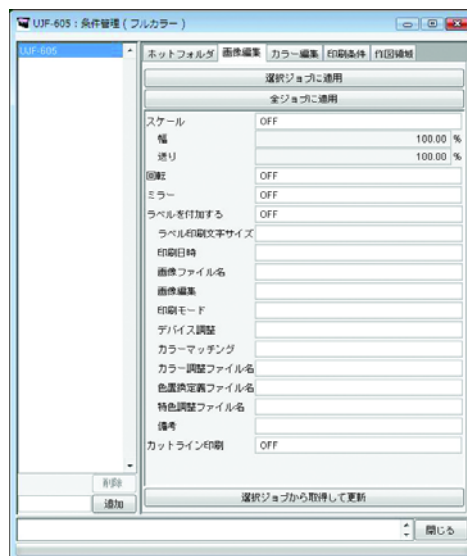 UJF-605 : 条件管理 ( フルカラー )
UJF-605
ホットフォルダ 画像編集 カラー編集 印刷条件 作図領域
選択ジョブに適用
全ジョブに適用
スケール OFF
幅 100.00 %
送り 100.00 %
回転 OFF
ミラー OFF
ラベルを付加する OFF
ラベル印刷文字サイズ
印刷日時
画像ファイル名
画像編集
印刷モード
デバイス調整
カラーマッチング
カラー調整ファイル名
色置換定義ファイル名
特色調整ファイル名
備考
カットライン印刷 OFF
削除
追加
選択ジョブから取得して更新
閉じる